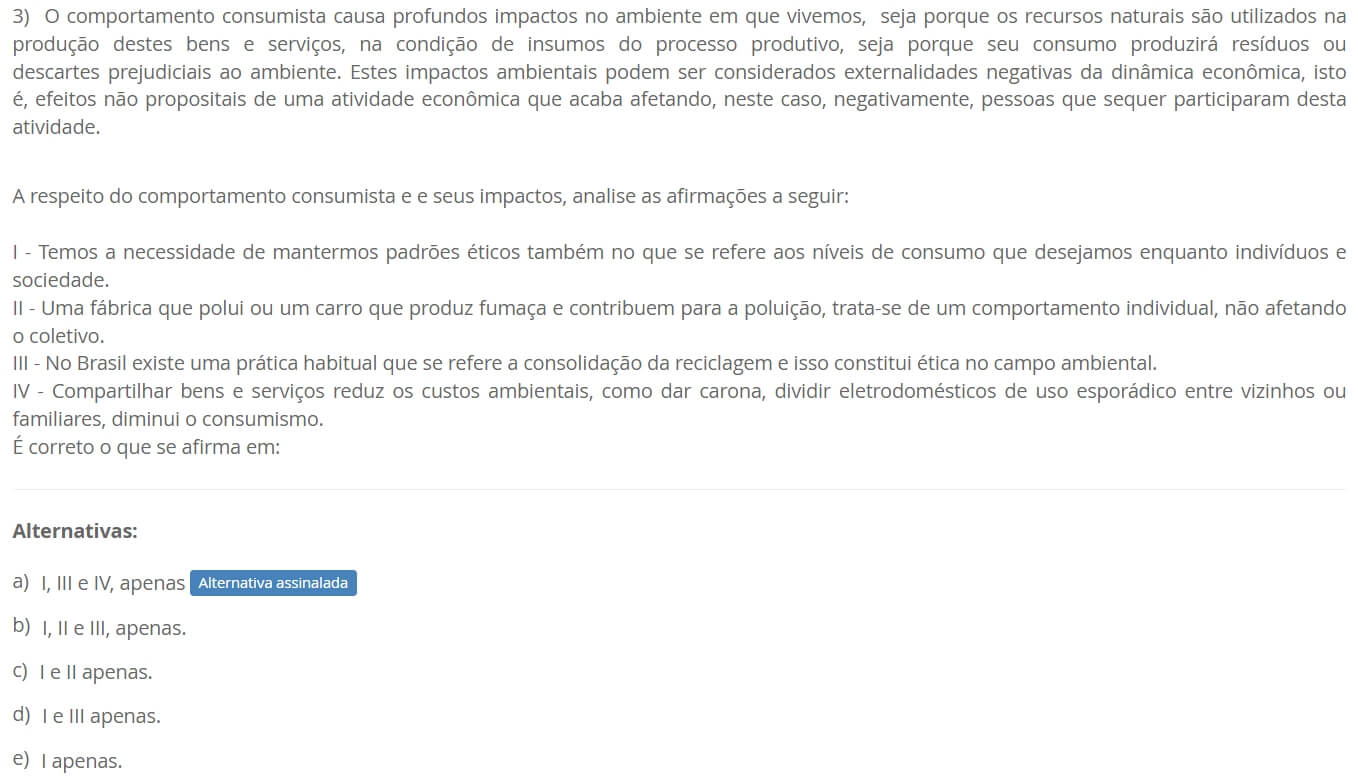 3) O comportamento consumista causa profundos impactos no ambiente em que vivemos, seja porque os recursos naturais são utilizados na
produção destes bens e serviços, na condição de insumos do processo produtivo, seja porque seu consumo produzirá resíduos ou
descartes prejudiciais ao ambiente. Estes impactos ambientais podem ser considerados externalidades negativas da dinâmica econômica, isto
é, efeitos não propositais de uma atividade econômica que acaba afetando, neste caso, negativamente, pessoas que sequer participaram desta
atividade.
A respeito do comportamento consumista e e seus impactos, analise as afirmações a seguir:
I - Temos a necessidade de mantermos padrões éticos também no que se refere aos níveis de consumo que desejamos enquanto indivíduos e
sociedade.
II - Uma fábrica que polui ou um carro que produz fumaça e contribuem para a poluição, trata-se de um comportamento individual, não afetando
o coletivo.
III - No Brasil existe uma prática habitual que se refere a consolidação da reciclagem e isso constitui ética no campo ambiental.
IV - Compartilhar bens e serviços reduz os custos ambientais, como dar carona, dividir eletrodomésticos de uso esporádico entre vizinhos ou
familiares, diminui o consumismo.
É correto o que se afirma em:
Alternativas:
a) I, III e IV, apenas Alternativa assinalada
b) I, II e III, apenas.
c) I e II apenas.
d) I e III apenas.
e) I apenas.